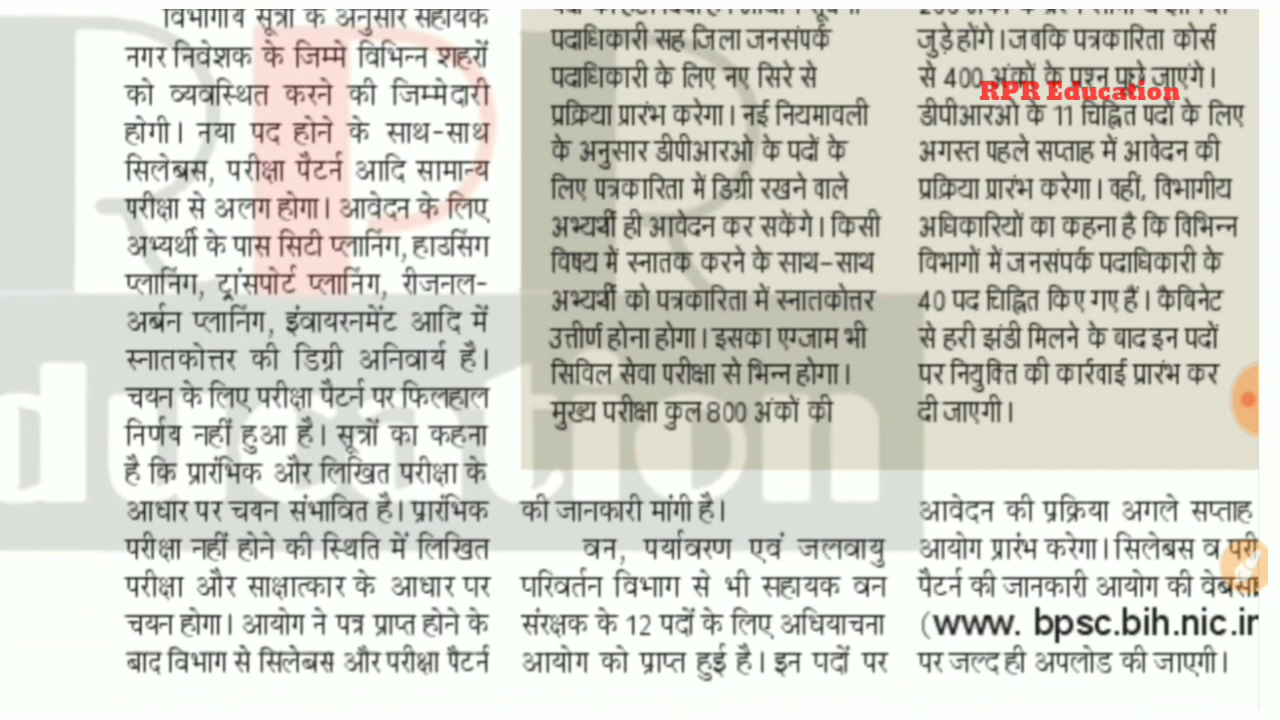 विभागीय सूत्रों के अनुसार सहायक
नगर निवेशक के जिम्मे विभिन्न शहरों
को व्यवस्थित करने की जिम्मेदारी
होगी। नया पद होने के साथ-साथ
सिलेबस, परीक्षा पैटर्न आदि सामान्य
परीक्षा से अलग होगा। आवेदन के लिए
अभ्यर्थी के पास सिटी प्लानिंग, हाउसिंग
प्लानिंग, ट्रांसपोर्ट प्लानिंग, रीजनल-
अर्बन प्लानिंग, इंवायरनमेंट आदि में
स्नातकोत्तर की डिग्री अनिवार्य है।
चयन के लिए परीक्षा पैटर्न पर फिलहाल
निर्णय नहीं हुआ है। सूत्रों का कहना
है कि प्रारंभिक और लिखित परीक्षा के
आधार पर चयन संभावित है। प्रारंभिक
परीक्षा नहीं होने की स्थिति में लिखित
परीक्षा और साक्षात्कार के आधार पर
चयन होगा। आयोग ने पत्र प्राप्त होने के
बाद विभाग से सिलेबस और परीक्षा पैटर्न
पदाधिकारी सह जिला जनसंपर्क
पदाधिकारी के लिए नए सिरे से
प्रक्रिया प्रारंभ करेगा। नई नियमावली
के अनुसार डीपीआरओ के पदों के
लिए पत्रकारिता में डिग्री रखने वाले
अभ्यर्थी ही आवेदन कर सकेंगे। किसी
विषय में स्नातक करने के साथ-साथ
अभ्यर्थी को पत्रकारिता में स्नातकोत्तर
उत्तीर्ण होना होगा। इसका एग्जाम भी
सिविल सेवा परीक्षा से भिन्न होगा।
मुख्य परीक्षा कुल 800 अंकों की
जुड़े होंगे। जबकि पत्रकारिता कोर्स
से 400 अंकों के प्रश्न पूछे जाएंगे।
RPR Education
डीपीआरओ के 11 चिह्नित पदों के लिए
अगस्त पहले सप्ताह में आवेदन की
प्रक्रिया प्रारंभ करेगा। वहीं, विभागीय
अधिकारियों का कहना है कि विभिन्न
विभागों में जनसंपर्क पदाधिकारी के
40 पद चिह्नित किए गए हैं। कैबिनेट
से हरी झंडी मिलने के बाद इन पदों
पर नियुक्ति की कार्रवाई प्रारंभ कर
दी जाएगी।
की जानकारी मांगी है।
वन, पर्यावरण एवं जलवायु
परिवर्तन विभाग से भी सहायक वन
संरक्षक के 12 पदों के लिए अधियाचना
आयोग को प्राप्त हुई है। इन पदों पर
आवेदन की प्रक्रिया अगले सप्ताह
आयोग प्रारंभ करेगा। सिलेबस व
पैटर्न की जानकारी आयोग की
(www. bpsc.bih.nic.in
पर जल्द ही अपलोड की जाएगी।
RPR
ducation